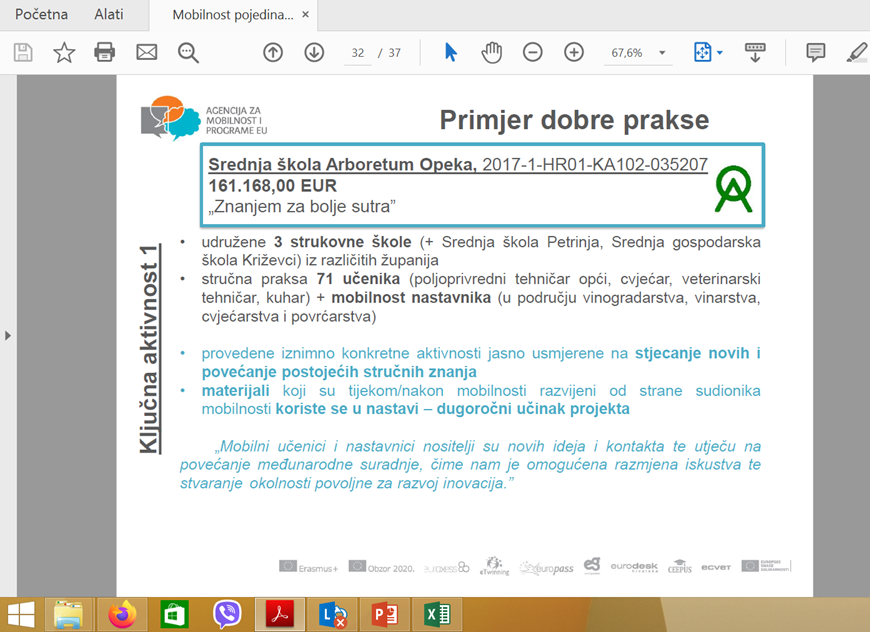 Početna Alati Mobilnost pojedina... ×
32 / 37 67,6%
AGENCIJA ZA
MOBILNOST I
PROGRAME EU
Primjer dobre prakse
Srednja škola Arboretum Opeka, 2017-1-HR01-KA102-035207
161.168,00 EUR
„Znanjem za bolje sutra”
Ključna aktivnost 1
• udružene 3 strukovne škole (+ Srednja škola Petrinja, Srednja gospodarska
škola Križevci) iz različitih županija
• stručna praksa 71 učenika (poljoprivredni tehničar opći, cvjećar, veterinarski
tehničar, kuhar) + mobilnost nastavnika (u području vinogradarstva, vinarstva,
cvjećarstva i povrćarstva)
• provedene iznimno konkretne aktivnosti jasno usmjerene na stjecanje novih i
povećanje postojećih stručnih znanja
• materijali koji su tijekom/nakon mobilnosti razvijeni od strane sudionika
mobilnosti koriste se u nastavi – dugoročni učinak projekta
„Mobilni učenici i nastavnici nositelji su novih ideja i kontakta te utječu na
povećanje međunarodne suradnje, čime nam je omogućena razmjena iskustva te
stvaranje okolnosti povoljne za razvoj inovacija.”
Erasmus+ Obzor 2020. euraxess eTwinning europass eurodesk CEEPUS ecvet